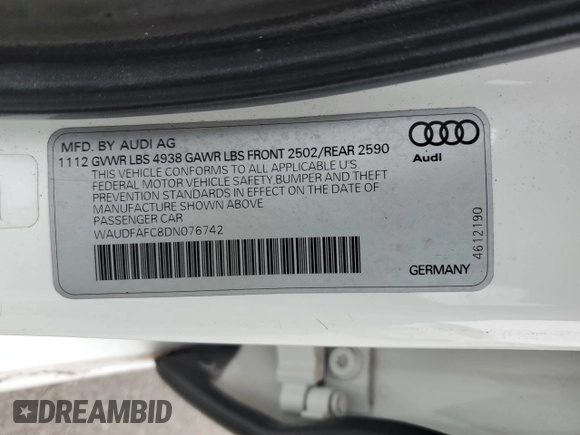 MFD. BY AUDI AG
1112 GVWR LBS 4938 GAWR LBS FRONT 2502/REAR 2590
THIS VEHICLE CONFORMS TO ALL APPLICABLE U.S.
FEDERAL MOTOR VEHICLE SAFETY,BUMPER AND THEFT
PREVENTION STANDARDS IN EFFECT ON THE DATE OF
MANUFACTURE SHOWN ABOVE
PASSENGER CAR
WAUDFAFC8DN076742
Audi
GERMANY
4612190
DREAMBID